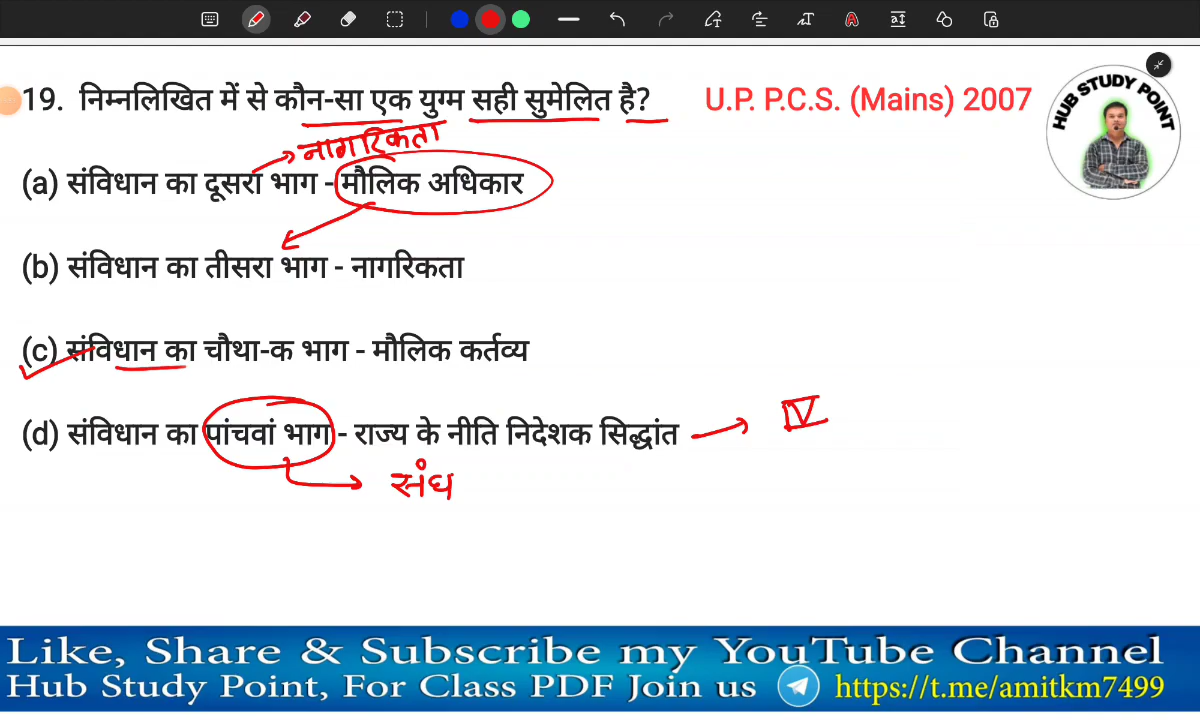 19. निम्नलिखित में से कौन-सा एक युग्म सही सुमेलित है? U.P. P.C.S. (Mains) 2007
HUB STUDY POINT
नागरिकता
(a) संविधान का दूसरा भाग - मौलिक अधिकार
(b) संविधान का तीसरा भाग - नागरिकता
(c) संविधान का चौथा-क भाग - मौलिक कर्तव्य
(d) संविधान का पांचवां भाग - राज्य के नीति निदेशक सिद्धांत IV
संघ
Like, Share & Subscribe my YouTube Channel
Hub Study Point, For Class PDF Join us https://t.me/amitkm7499